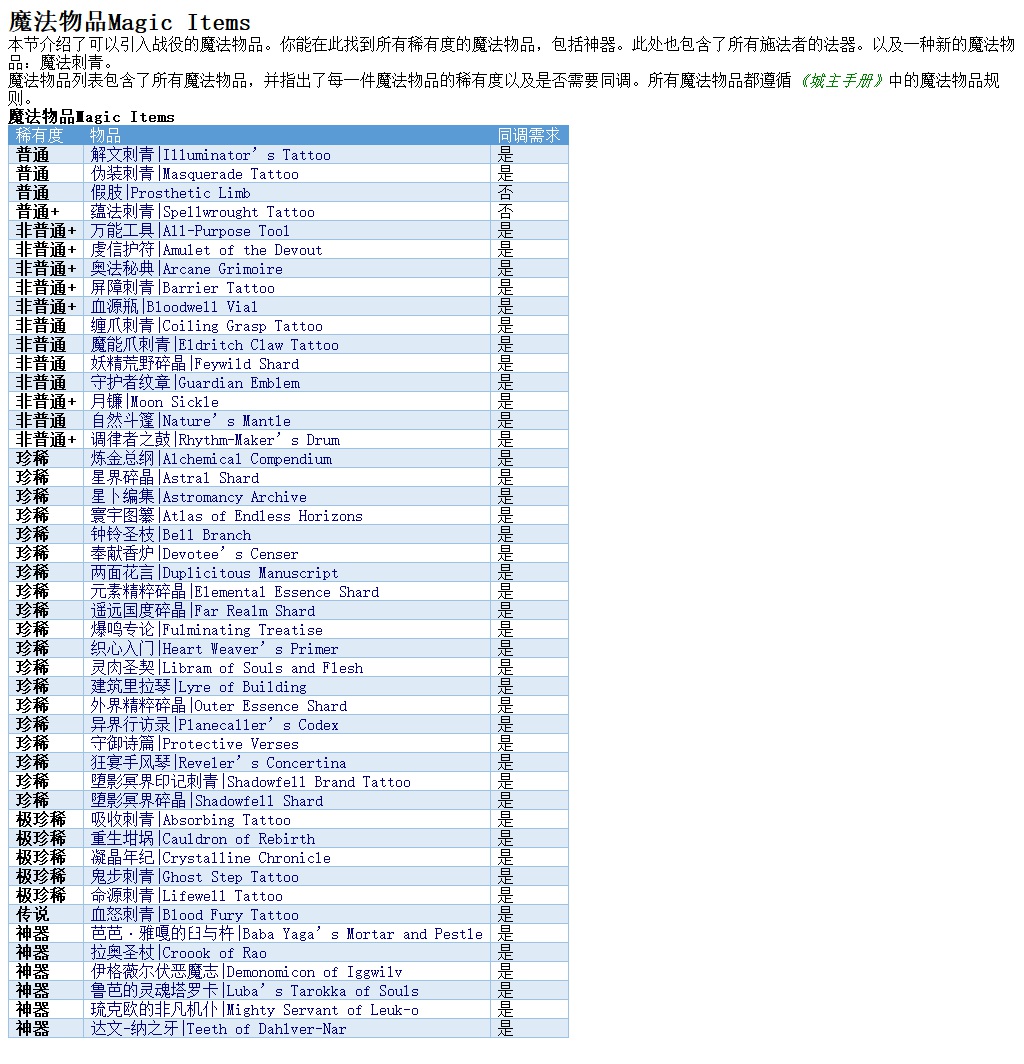 魔法物品Magic Items
本节介绍了可以引入战役的魔法物品。你能在此找到所有稀有度的魔法物品，包括神器。此处也包含了所有施法者的法器。以及一种新的魔法物
品：魔法刺青。
魔法物品列表包含了所有魔法物品，并指出了每一件魔法物品的稀有度以及是否需要同调。所有魔法物品都遵循《城主手册》中的魔法物品规
则。
魔法物品Magic Items
稀有度 物品 同调需求
普通 解文刺青|Illuminator’s Tattoo 是
普通 伪装刺青|Masquerade Tattoo 是
普通 假肢|Prosthetic Limb 否
普通+ 蕴法刺青|Spellwrought Tattoo 否
非普通+ 万能工具|All-Purpose Tool 是
非普通+ 虔信护符|Amulet of the Devout 是
非普通+ 奥法秘典|Arcane Grimoire 是
非普通+ 屏障刺青|Barrier Tattoo 是
非普通+ 血源瓶|Bloodwell Vial 是
非普通 缠爪刺青|Coiling Grasp Tattoo 是
非普通 魔能爪刺青|Eldritch Claw Tattoo 是
非普通 妖精荒野碎晶|Feywild Shard 是
非普通 守护者纹章|Guardian Emblem 是
非普通+ 月镰|Moon Sickle 是
非普通 自然斗篷|Nature’s Mantle 是
非普通+ 调律者之鼓|Rhythm-Maker’s Drum 是
珍稀 炼金总纲|Alchemical Compendium 是
珍稀 星界碎晶|Astral Shard 是
珍稀 星卜编集|Astromancy Archive 是
珍稀 寰宇图纂|Atlas of Endless Horizons 是
珍稀 钟铃圣枝|Bell Branch 是
珍稀 奉献香炉|Devotee’s Censer 是
珍稀 两面花言|Duplicitous Manuscript 是
珍稀 元素精粹碎晶|Elemental Essence Shard 是
珍稀 遥远国度碎晶|Far Realm Shard 是
珍稀 爆鸣专论|Fulminating Treatise 是
珍稀 织心入门|Heart Weaver’s Primer 是
珍稀 灵肉圣契|Libram of Souls and Flesh 是
珍稀 建筑里拉琴|Lyre of Building 是
珍稀 外界精粹碎晶|Outer Essence Shard 是
珍稀 异界行访录|Planecaller’s Codex 是
珍稀 守御诗篇|Protective Verses 是
珍稀 狂宴手风琴|Reveler’s Concertina 是
珍稀 堕影冥界印记刺青|Shadowfell Brand Tattoo 是
珍稀 堕影冥界碎晶|Shadowfell Shard 是
极珍稀 吸收刺青|Absorbing Tattoo 是
极珍稀 重生坩埚|Cauldron of Rebirth 是
极珍稀 凝晶年纪|Crystalline Chronicle 是
极珍稀 鬼步刺青|Ghost Step Tattoo 是
极珍稀 命源刺青|Lifewell Tattoo 是
传说 血怒刺青|Blood Fury Tattoo 是
神器 芭芭·雅嘎的臼与杵|Baba Yaga’s Mortar and Pestle 是
神器 拉奥圣杖|Croook of Rao 是
神器 伊格薇尔伏恶魔志|Demonomicon of Iggwilv 是
神器 鲁芭的灵魂塔罗卡|Luba’s Tarokka of Souls 是
神器 琉克欧的非凡机仆|Mighty Servant of Leuk-o 是
神器 达文-纳之牙|Teeth of Dahlver-Nar 是